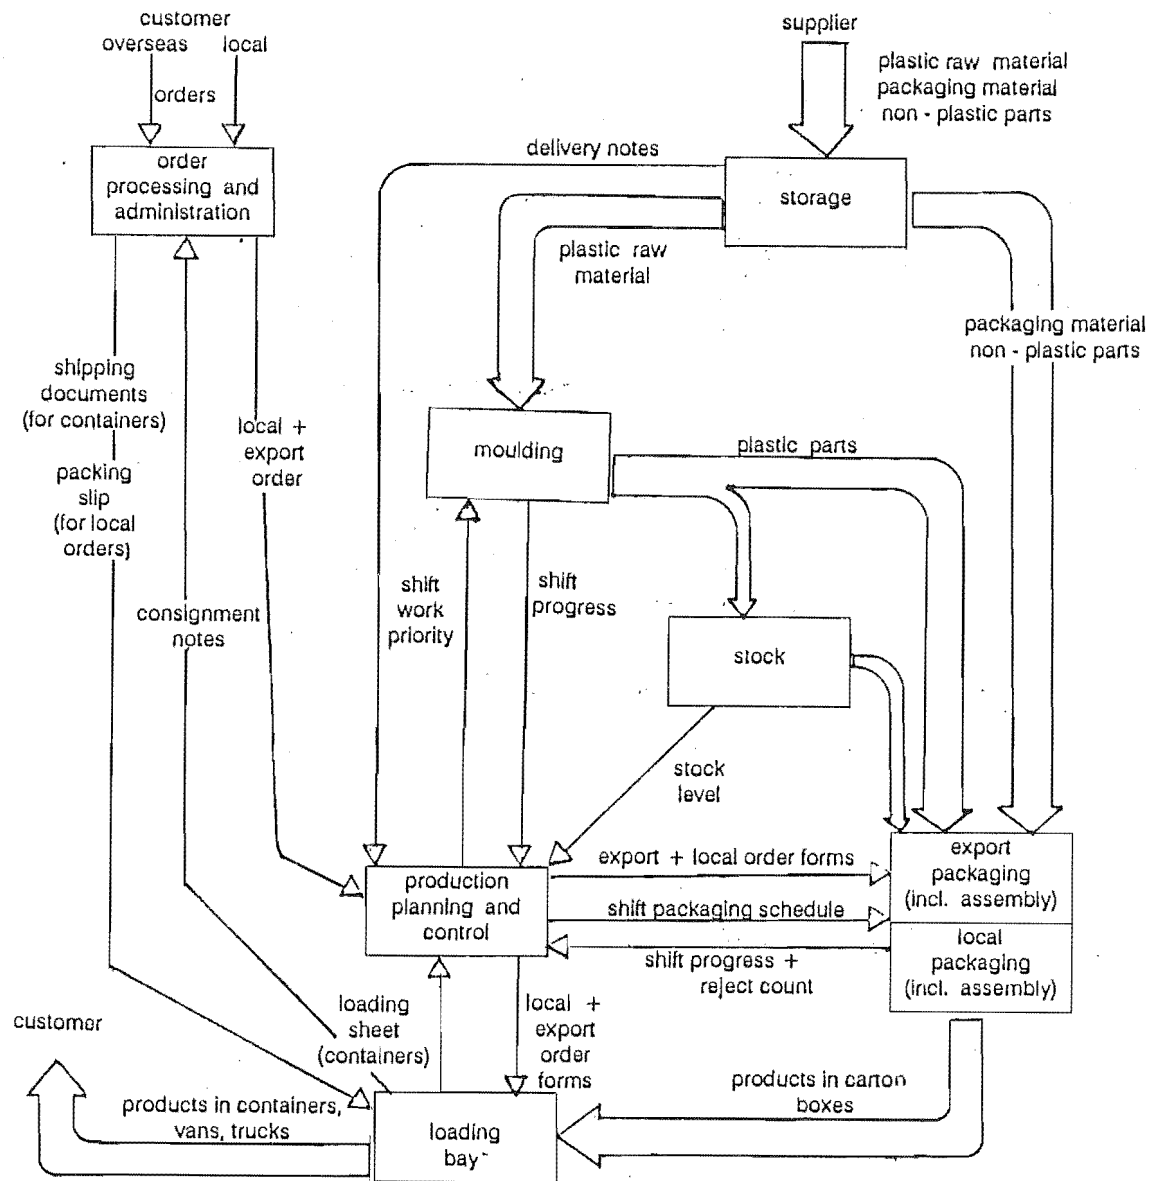 customer
overseas local
orders
order
processing and
administration
supplier
plastic raw material
packaging material
non - plastic parts
delivery notes
storage
plastic raw
material
packaging material
non - plastic parts
shipping
documents
(for containers)
packing
slip
(for local
orders)
local +
export
order
moulding
plastic parts
consignment
notes
shift
work
priority
shift
progress
stock
stock
level
export + local order forms
shift packaging schedule
shift progress +
reject count
production
planning and
control
export
packaging
(incl. assembly)
local
packaging
(incl. assembly)
customer
loading
sheet
(containers)
local +
export
order
forms
products in containers,
vans, trucks
loading
bay
products in carton
boxes